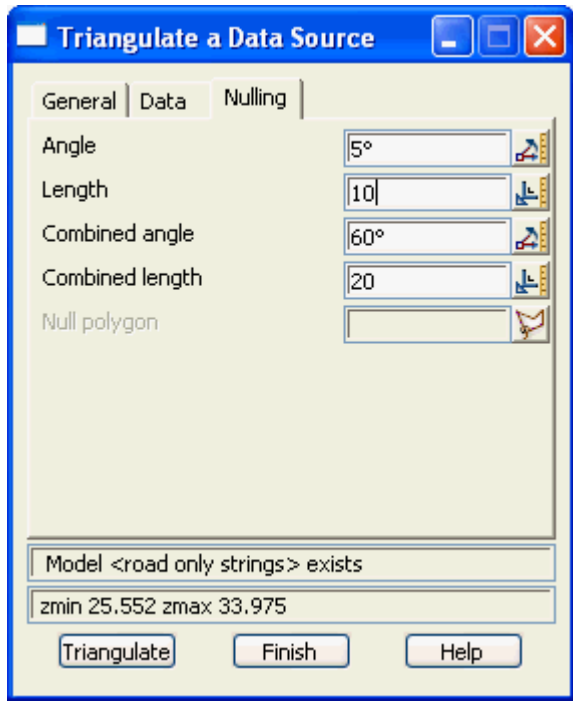 Triangulate a Data Source
General Data Nulling
Angle 5°
Length 10
Combined angle 60°
Combined length 20
Null polygon
Model <road only strings> exists
zmin 25.552 zmax 33.975
Triangulate Finish Help